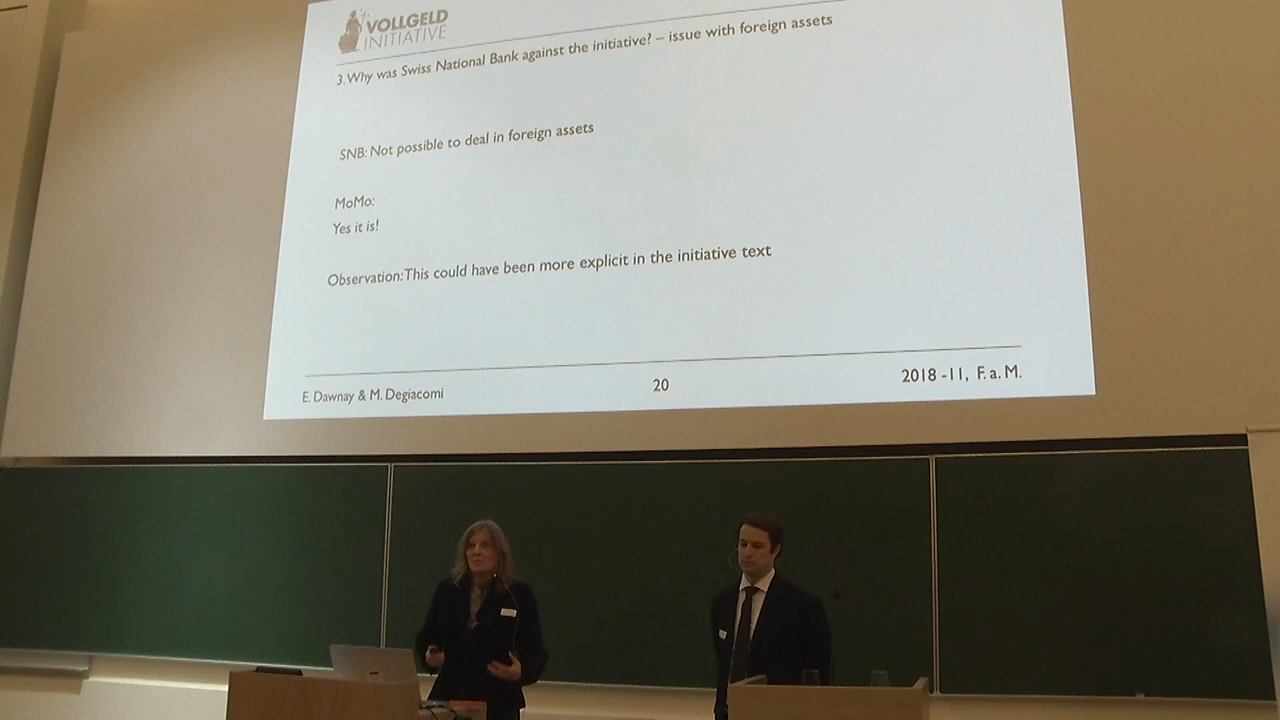 VOLLGELD
INITIATIVE
3. Why was Swiss National Bank against the initiative? – issue with foreign assets
SNB: Not possible to deal in foreign assets
MoMo:
Yes it is!
Observation: This could have been more explicit in the initiative text
E. Dawnay & M. Degiacomi
20
2018 -11, F. a. M.